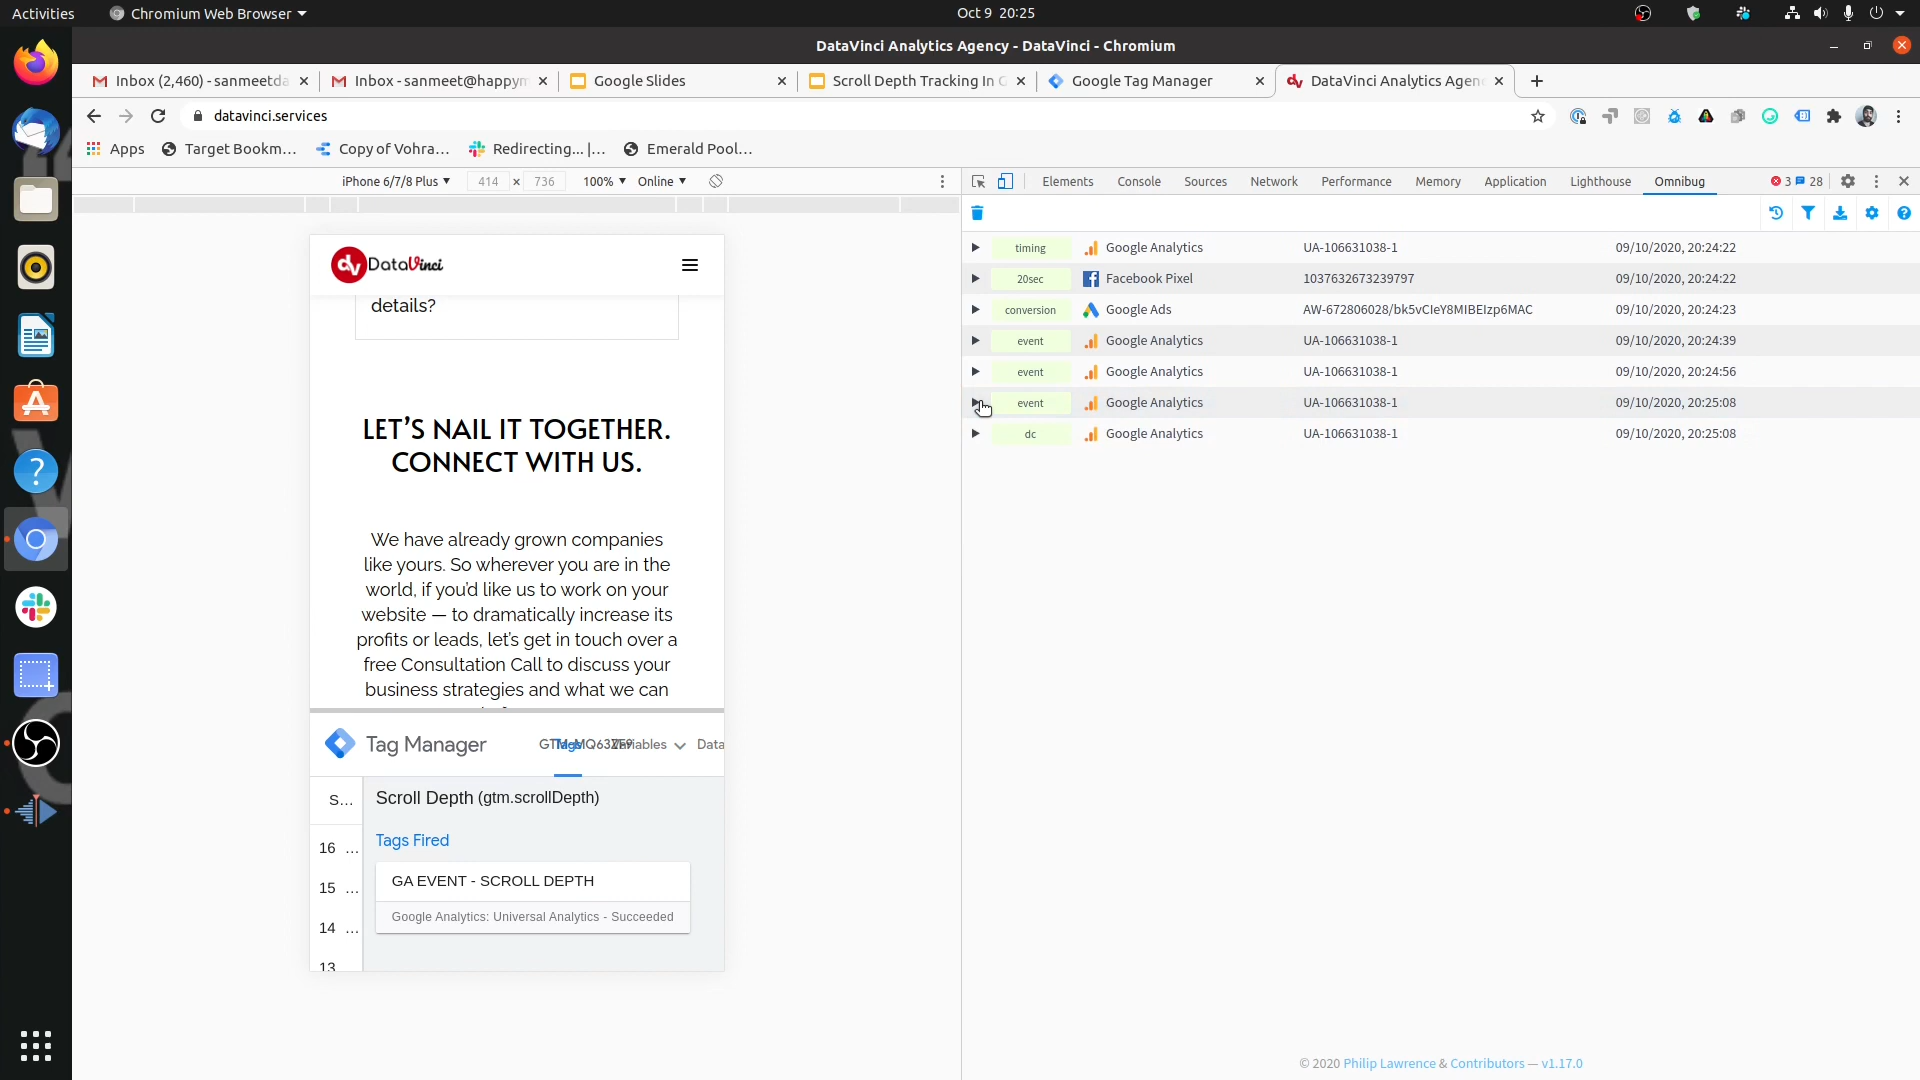 Activities
Chromium Web Browser
Oct 9 20:25
DataVinci Analytics Agency - DataVinci - Chromium
Inbox (2,460) - sanmeetda
Inbox - sanmeet@happym
Google Slides
Scroll Depth Tracking In G
Google Tag Manager
DataVinci Analytics Agen
datavinci.services
Apps
Target Bookm...
Copy of Vohra...
Redirecting... |...
Emerald Pool...
iPhone 6/7/8 Plus
414 × 736
100%
Online
Elements
Console
Sources
Network
Performance
Memory
Application
Lighthouse
Omnibug
3
28
timing Google Analytics UA-106631038-1 09/10/2020, 20:24:22
20sec Facebook Pixel 1037632673239797 09/10/2020, 20:24:22
conversion Google Ads 09/10/2020, 20:24:23
event Google Analytics UA-106631038-1 09/10/2020, 20:24:39
event Google Analytics UA-106631038-1 09/10/2020, 20:24:56
event Google Analytics UA-106631038-1 09/10/2020, 20:25:08
dc Google Analytics UA-106631038-1 09/10/2020, 20:25:08
dv DataVinci
details?
LET'S NAIL IT TOGETHER.
CONNECT WITH US.
We have already grown companies
like yours. So wherever you are in the
world, if you'd like us to work on your
website — to dramatically increase its
profits or leads, let's get in touch over a
free Consultation Call to discuss your
business strategies and what we can
Tag Manager
Tags
Variables
Data
S...
Scroll Depth (gtm.scrollDepth)
Tags Fired
16 ...
GA EVENT - SCROLL DEPTH
15 ...
Google Analytics: Universal Analytics - Succeeded
14 ...
13
© 2020 Philip Lawrence & Contributors — v1.17.0